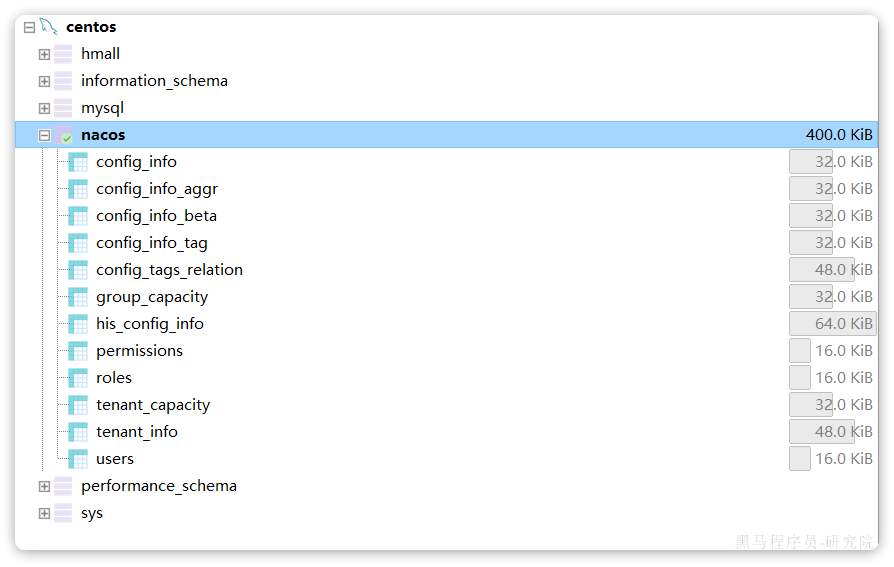 centos
hmall
information_schema
mysql
nacos 400.0 KiB
config_info 32.0 KiB
config_info_aggr 32.0 KiB
config_info_beta 32.0 KiB
config_info_tag 32.0 KiB
config_tags_relation 48.0 KiB
group_capacity 32.0 KiB
his_config_info 64.0 KiB
permissions 16.0 KiB
roles 16.0 KiB
tenant_capacity 32.0 KiB
tenant_info 48.0 KiB
users 16.0 KiB
performance_schema
sys
黑马程序员-研究院